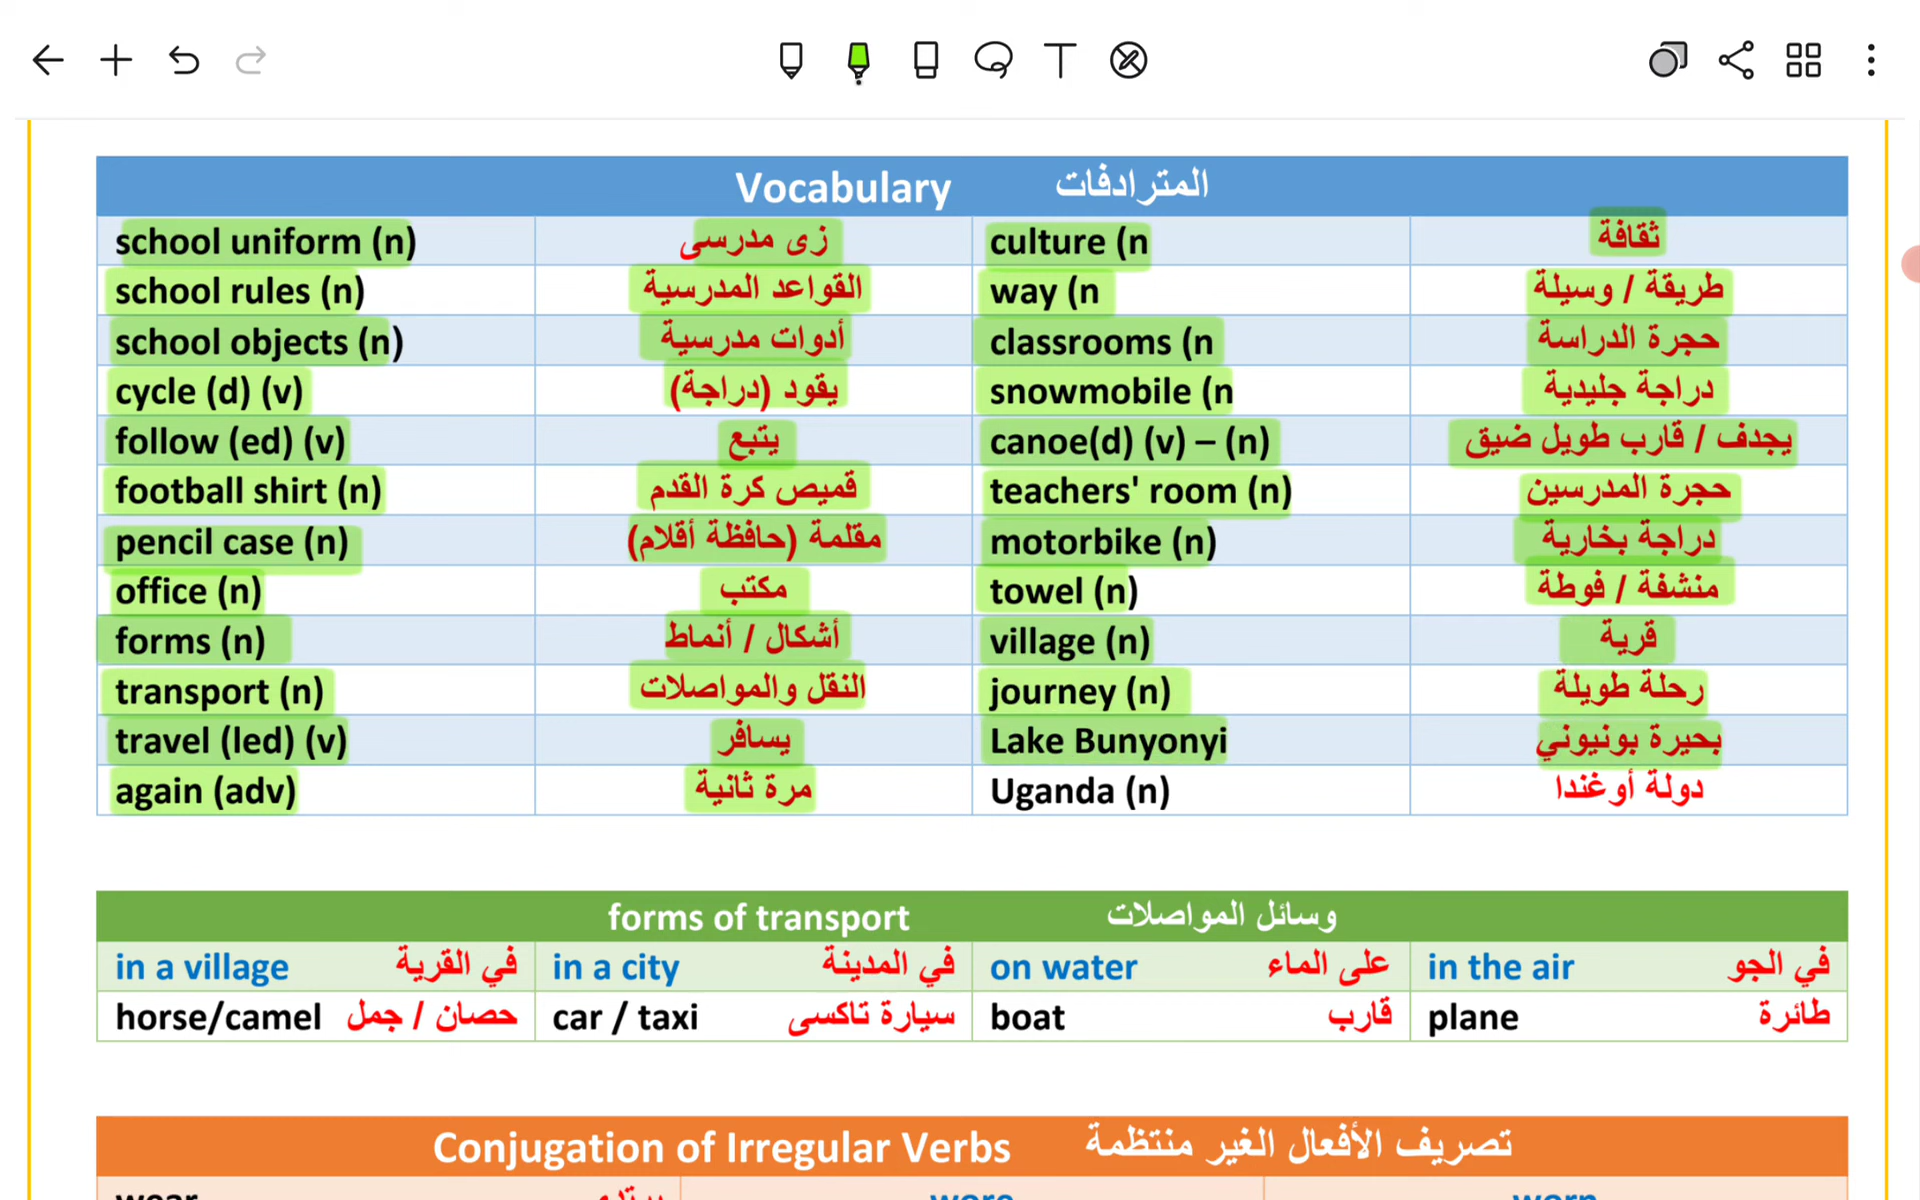 Vocabulary المترادفات
school uniform (n) زى مدرسى culture (n ثقافة
school rules (n) القواعد المدرسية way (n طريقة / وسيلة
school objects (n) أدوات مدرسية classrooms (n حجرة الدراسة
cycle (d) (v) يقود (دراجة) snowmobile (n دراجة جليدية
follow (ed) (v) يتبع canoe(d) (v) – (n) يجدف / قارب طويل ضيق
football shirt (n) قميص كرة القدم teachers' room (n) حجرة المدرسين
pencil case (n) مقلمة (حافظة أقلام) motorbike (n) دراجة بخارية
office (n) مكتب towel (n) منشفة / فوطة
forms (n) أشكال / أنماط village (n) قرية
transport (n) النقل والمواصلات journey (n) رحلة طويلة
travel (led) (v) يسافر Lake Bunyonyi بحيرة بونيوني
again (adv) مرة ثانية Uganda (n) دولة أوغندا
forms of transport وسائل المواصلات
in a village في القرية in a city في المدينة on water على الماء in the air في الجو
horse/camel حصان / جمل car / taxi سيارة تاكسى boat قارب plane طائرة
Conjugation of Irregular Verbs تصريف الأفعال الغير منتظمة
wear يرتدى wore worn